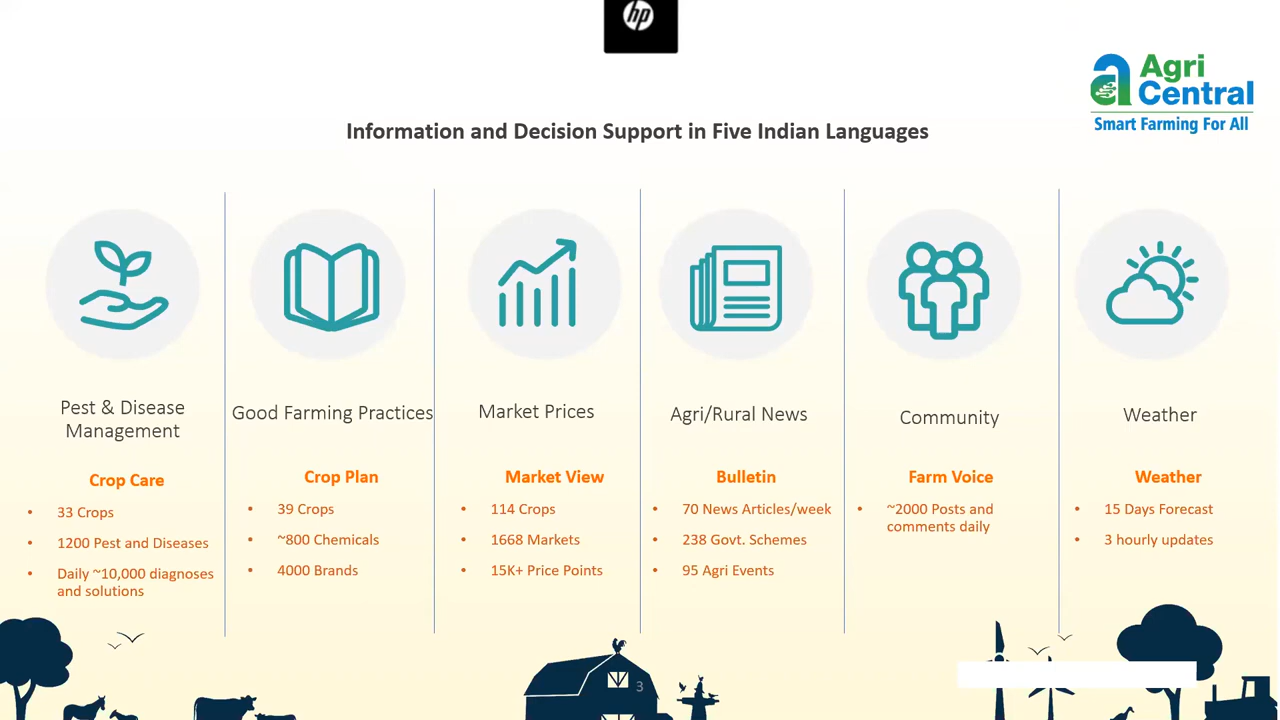 hp
Agri
Central
Smart Farming For All
Information and Decision Support in Five Indian Languages
Pest & Disease
Management
Crop Care
• 33 Crops
• 1200 Pest and Diseases
• Daily ~10,000 diagnoses
and solutions
Good Farming Practices
Crop Plan
• 39 Crops
• ~800 Chemicals
• 4000 Brands
Market Prices
Market View
• 114 Crops
• 1668 Markets
• 15K+ Price Points
Agri/Rural News
Bulletin
• 70 News Articles/week
• 238 Govt. Schemes
• 95 Agri Events
Community
Farm Voice
• ~2000 Posts and
comments daily
Weather
Weather
• 15 Days Forecast
• 3 hourly updates
3